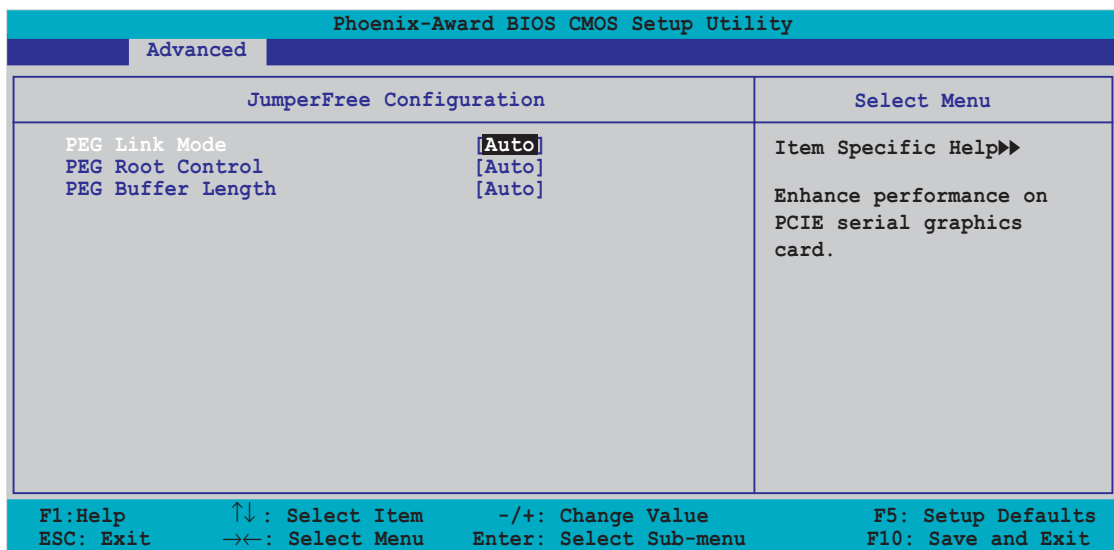 Phoenix-Award BIOS CMOS Setup Utility
Advanced
JumperFree Configuration
Select Menu
PEG Link Mode [Auto]
PEG Root Control [Auto]
PEG Buffer Length [Auto]
Item Specific Help▶▶
Enhance performance on
PCIE serial graphics
card.
F1:Help ↑↓: Select Item -/+: Change Value F5: Setup Defaults
ESC: Exit →←: Select Menu Enter: Select Sub-menu F10: Save and Exit